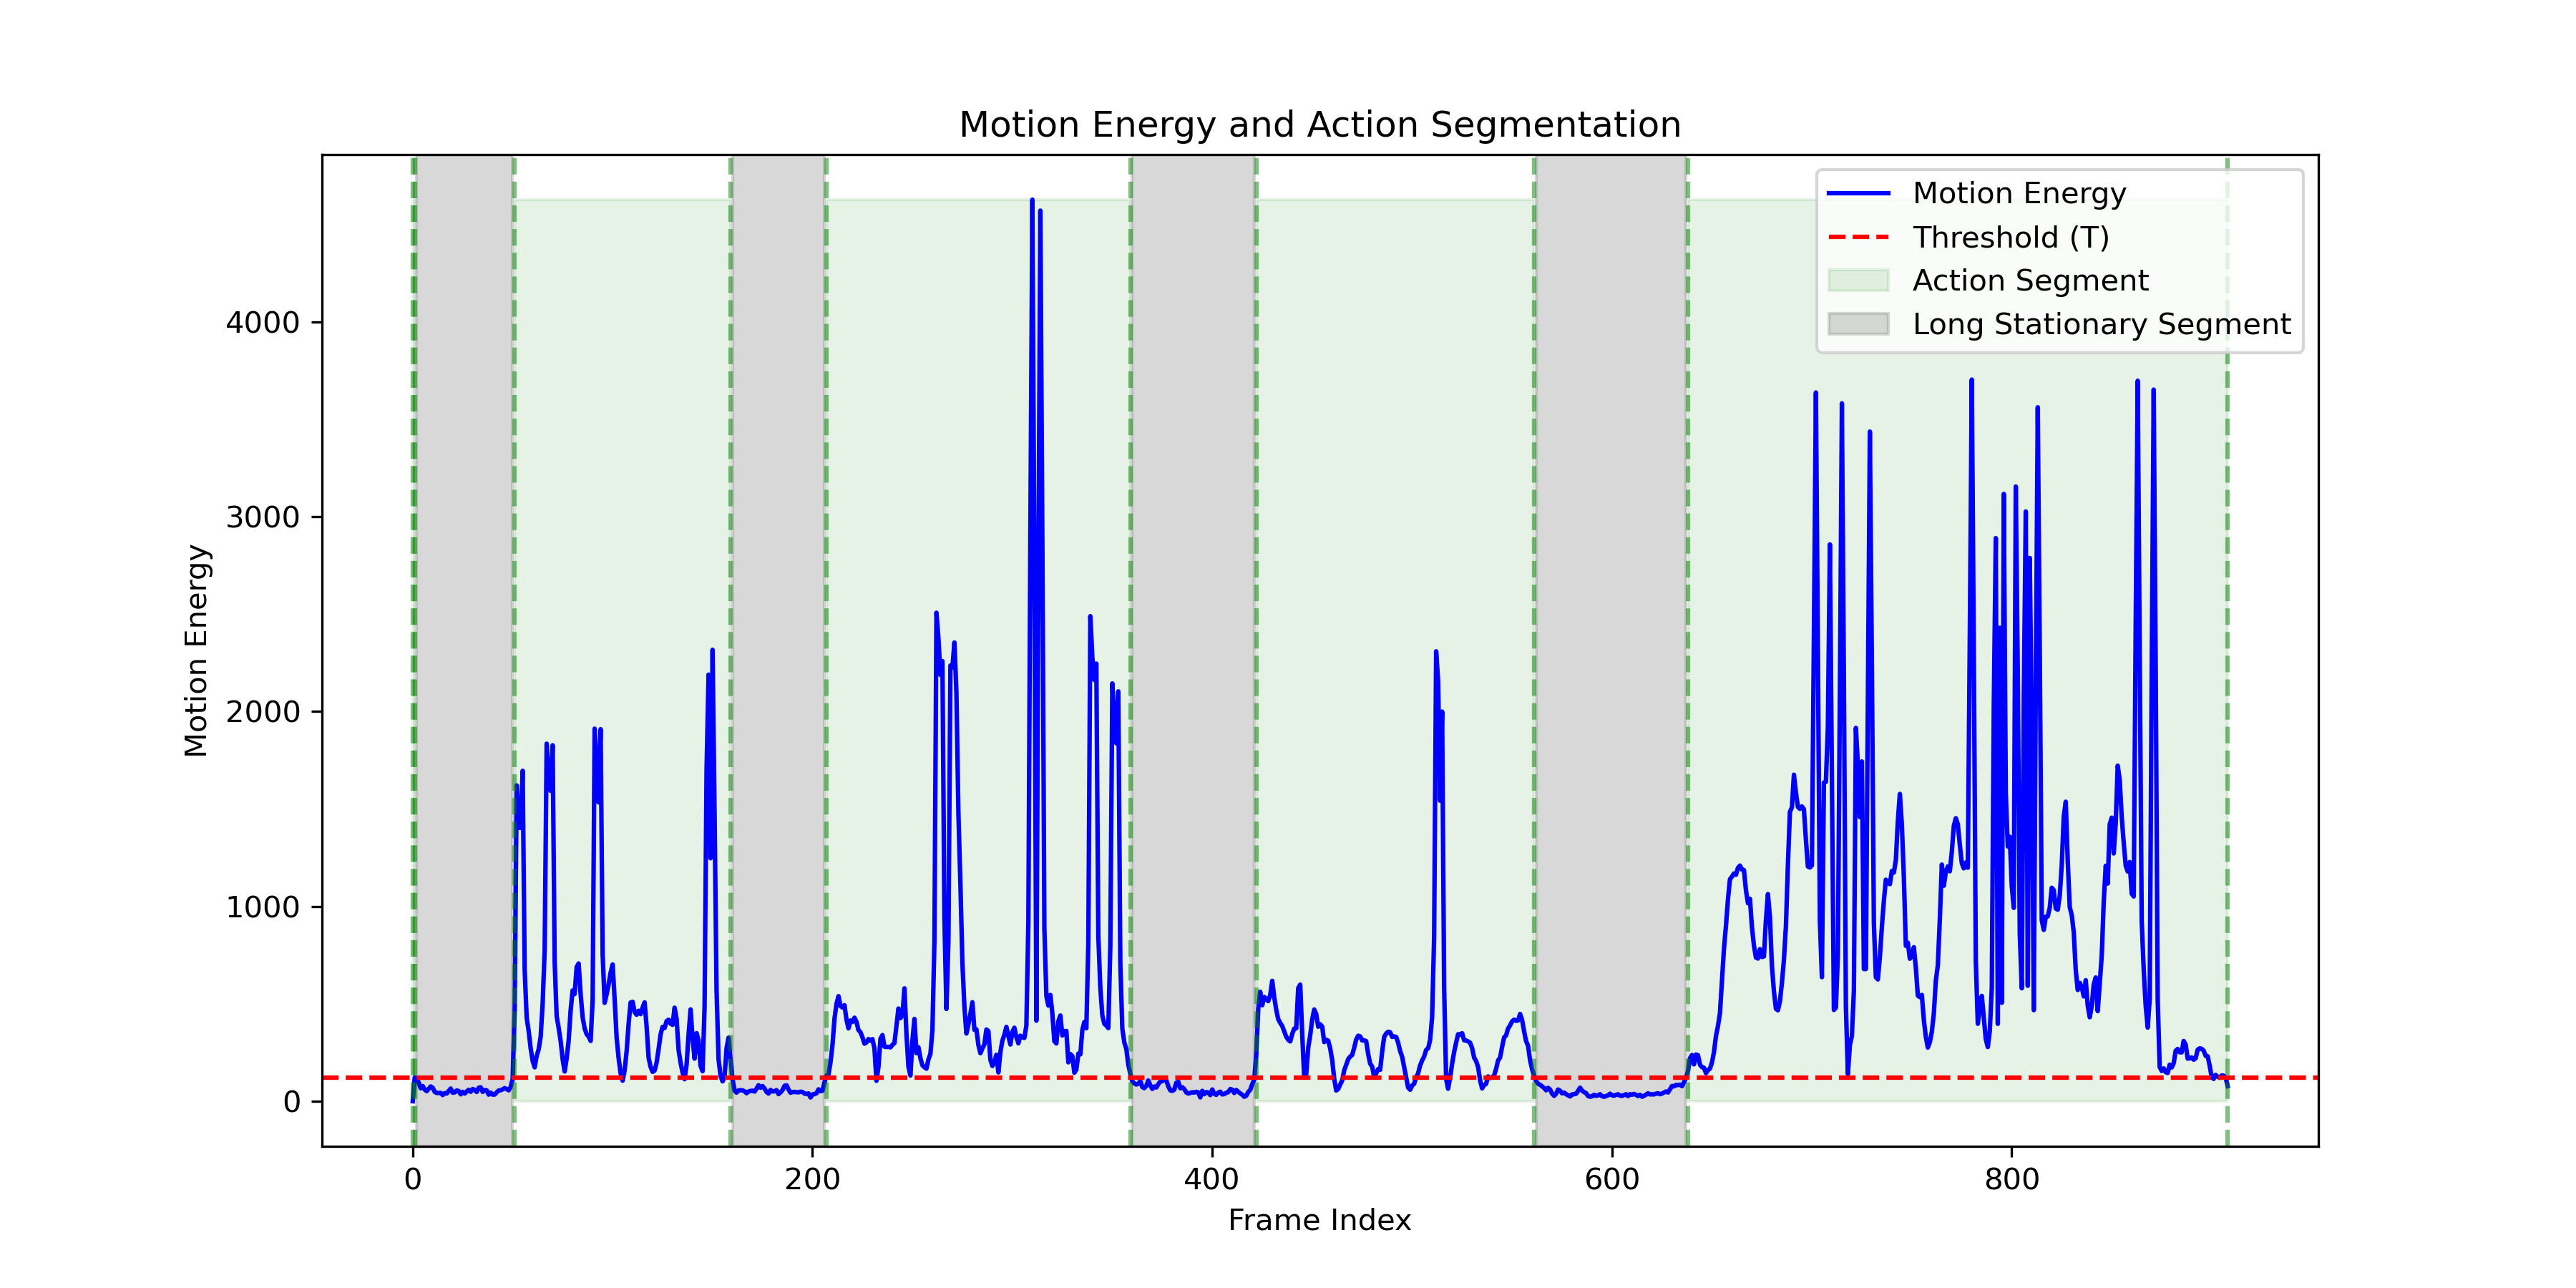 Motion Energy and Action Segmentation
Motion Energy
Threshold (T)
Action Segment
Long Stationary Segment
Motion Energy
4000
3000
2000
1000
0
0 200 400 600 800
Frame Index